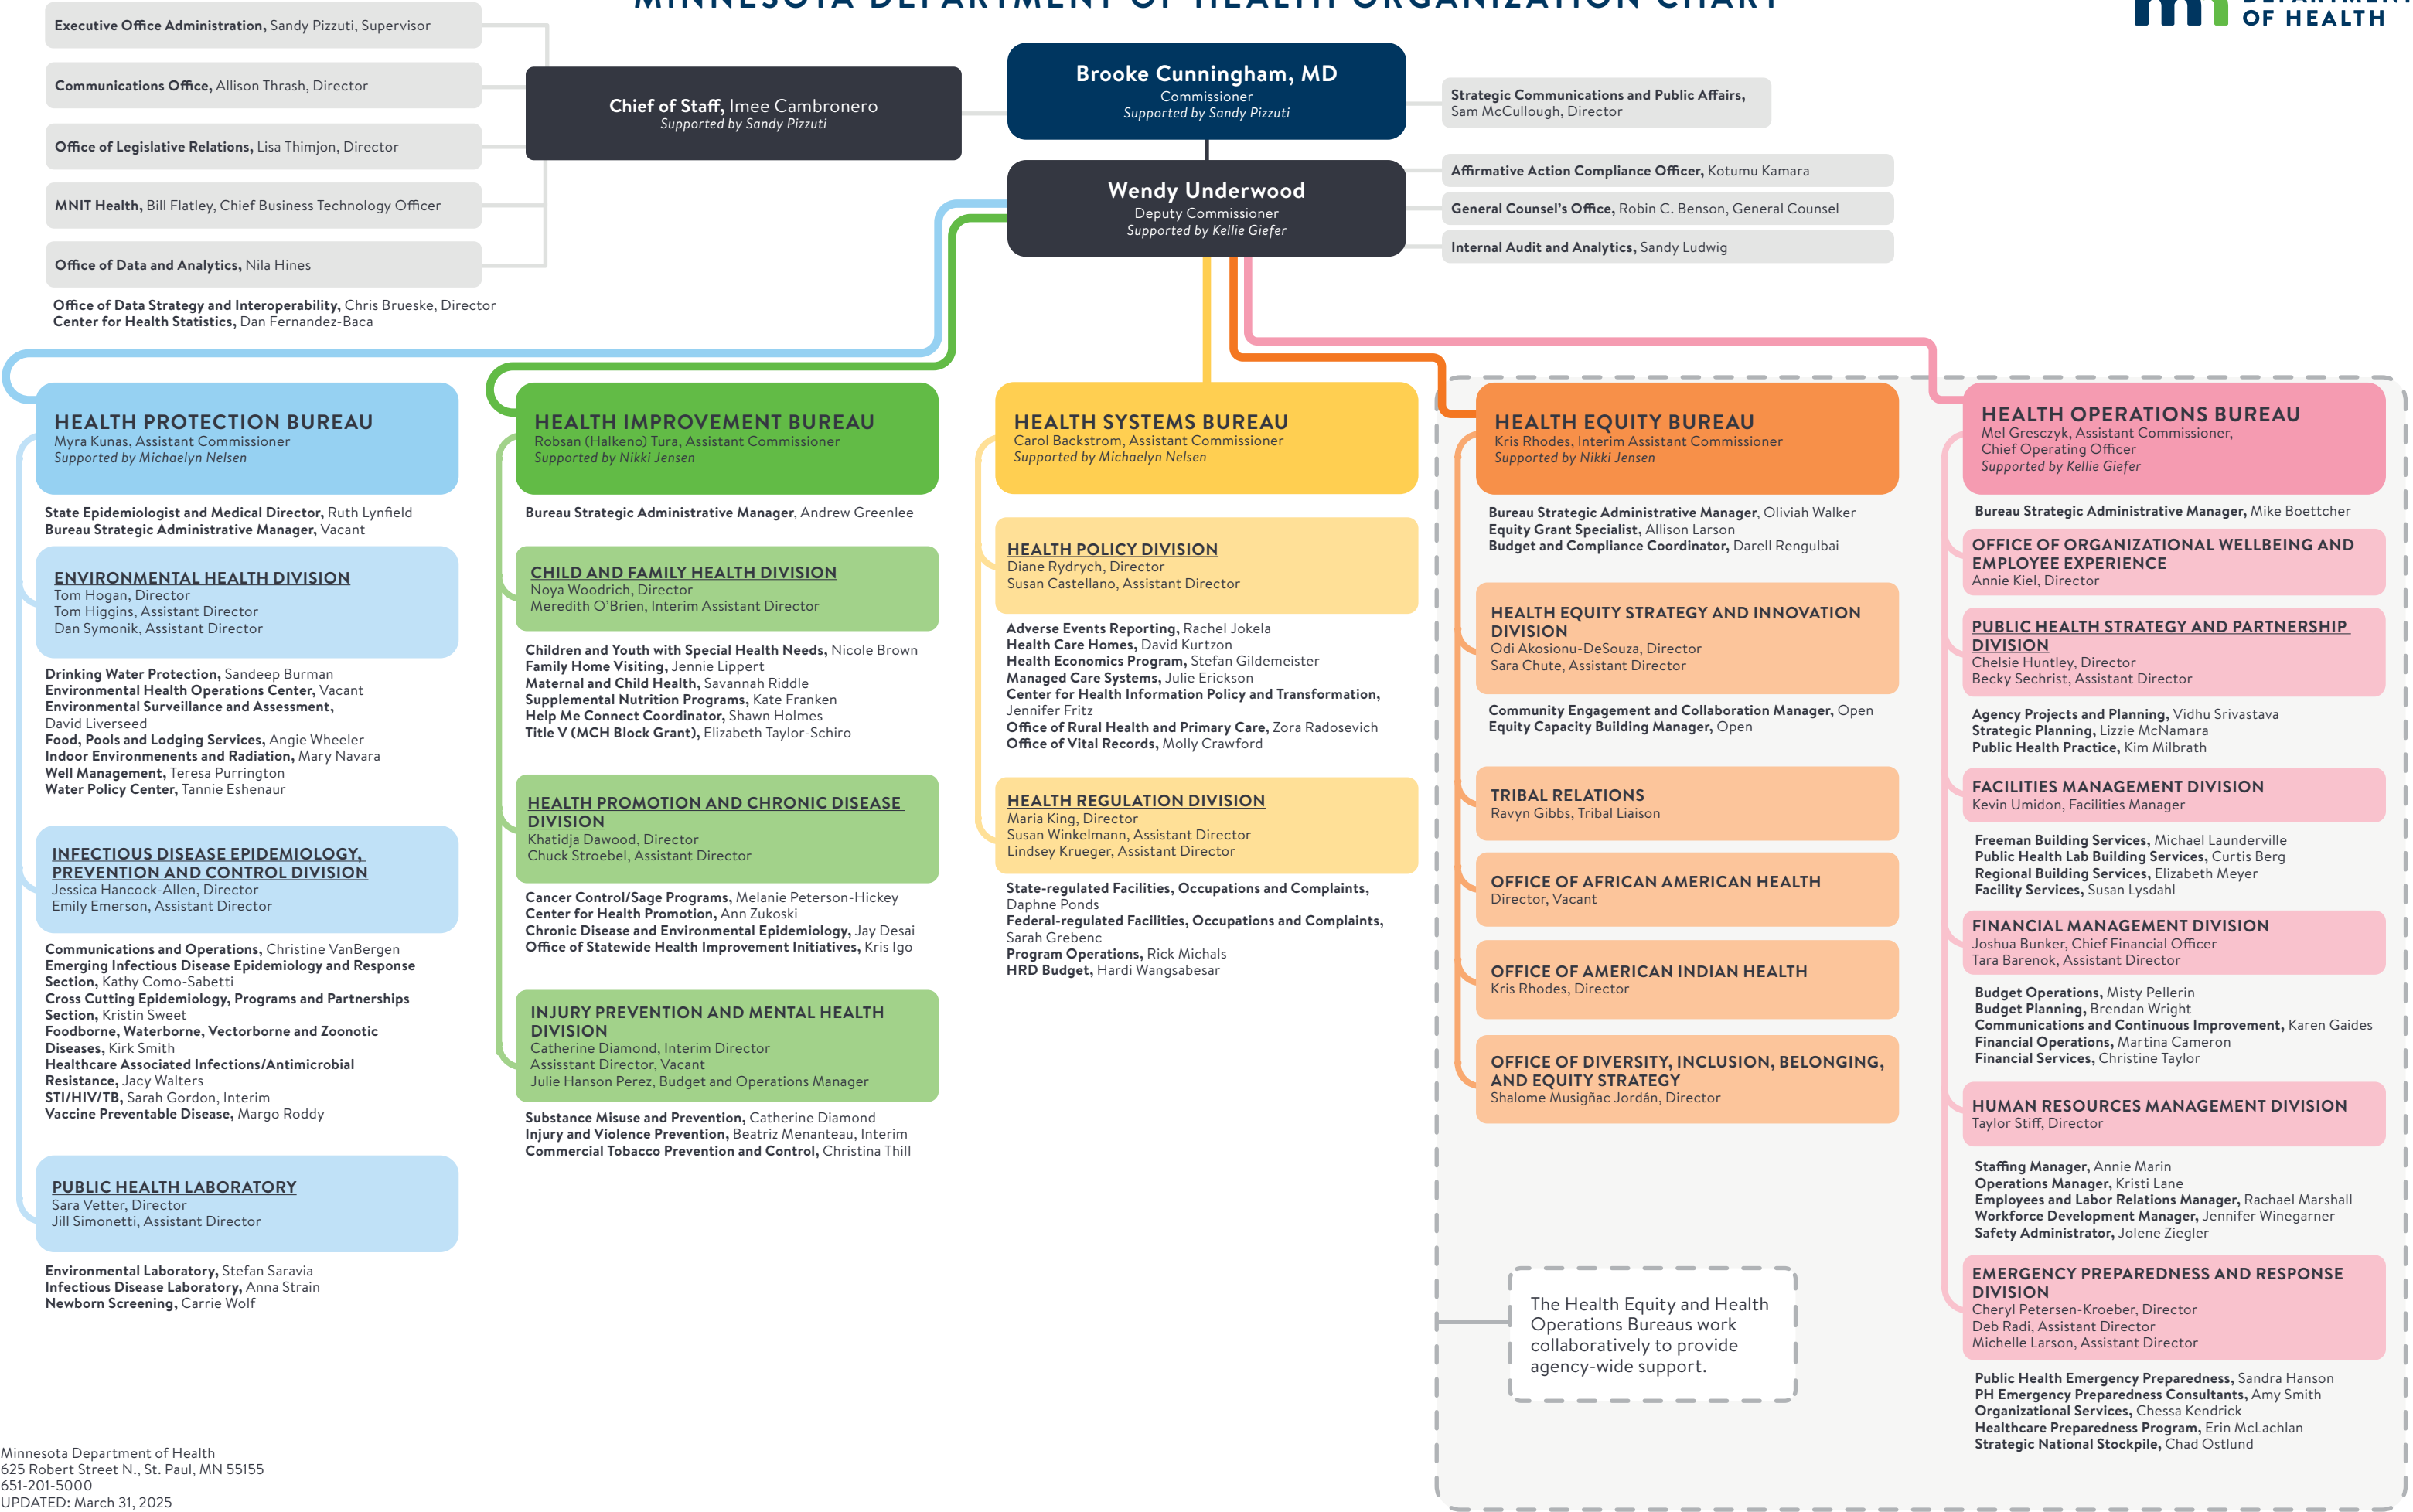 MINNESOTA DEPARTMENT OF HEALTH ORGANIZATION CHART
DEPARTMENT
OF HEALTH
Executive Office Administration, Sandy Pizzuti, Supervisor
Communications Office, Allison Thrash, Director
Office of Legislative Relations, Lisa Thimjon, Director
MNIT Health, Bill Flatley, Chief Business Technology Officer
Office of Data and Analytics, Nila Hines
Office of Data Strategy and Interoperability, Chris Brueske, Director
Center for Health Statistics, Dan Fernandez-Baca
Chief of Staff, Imee Cambronero
Supported by Sandy Pizzuti
Brooke Cunningham, MD
Commissioner
Supported by Sandy Pizzuti
Wendy Underwood
Deputy Commissioner
Supported by Kellie Giefer
Strategic Communications and Public Affairs,
Sam McCullough, Director
Affirmative Action Compliance Officer, Kotumu Kamara
General Counsel's Office, Robin C. Benson, General Counsel
Internal Audit and Analytics, Sandy Ludwig
HEALTH PROTECTION BUREAU
Myra Kunas, Assistant Commissioner
Supported by Michaelyn Nelsen
State Epidemiologist and Medical Director, Ruth Lynfield
Bureau Strategic Administrative Manager, Vacant
ENVIRONMENTAL HEALTH DIVISION
Tom Hogan, Director
Tom Higgins, Assistant Director
Dan Symonik, Assistant Director
Drinking Water Protection, Sandeep Burman
Environmental Health Operations Center, Vacant
Environmental Surveillance and Assessment,
David Liverseed
Food, Pools and Lodging Services, Angie Wheeler
Indoor Environmenents and Radiation, Mary Navara
Well Management, Teresa Purrington
Water Policy Center, Tannie Eshenaur
INFECTIOUS DISEASE EPIDEMIOLOGY,
PREVENTION AND CONTROL DIVISION
Jessica Hancock-Allen, Director
Emily Emerson, Assistant Director
Communications and Operations, Christine VanBergen
Emerging Infectious Disease Epidemiology and Response
Section, Kathy Como-Sabetti
Cross Cutting Epidemiology, Programs and Partnerships
Section, Kristin Sweet
Foodborne, Waterborne, Vectorborne and Zoonotic
Diseases, Kirk Smith
Healthcare Associated Infections/Antimicrobial
Resistance, Jacy Walters
STI/HIV/TB, Sarah Gordon, Interim
Vaccine Preventable Disease, Margo Roddy
PUBLIC HEALTH LABORATORY
Sara Vetter, Director
Jill Simonetti, Assistant Director
Environmental Laboratory, Stefan Saravia
Infectious Disease Laboratory, Anna Strain
Newborn Screening, Carrie Wolf
HEALTH IMPROVEMENT BUREAU
Robsan (Halkeno) Tura, Assistant Commissioner
Supported by Nikki Jensen
Bureau Strategic Administrative Manager, Andrew Greenlee
CHILD AND FAMILY HEALTH DIVISION
Noya Woodrich, Director
Meredith O'Brien, Interim Assistant Director
Children and Youth with Special Health Needs, Nicole Brown
Family Home Visiting, Jennie Lippert
Maternal and Child Health, Savannah Riddle
Supplemental Nutrition Programs, Kate Franken
Help Me Connect Coordinator, Shawn Holmes
Title V (MCH Block Grant), Elizabeth Taylor-Schiro
HEALTH PROMOTION AND CHRONIC DISEASE
DIVISION
Khatidja Dawood, Director
Chuck Stroebel, Assistant Director
Cancer Control/Sage Programs, Melanie Peterson-Hickey
Center for Health Promotion, Ann Zukoski
Chronic Disease and Environmental Epidemiology, Jay Desai
Office of Statewide Health Improvement Initiatives, Kris Igo
INJURY PREVENTION AND MENTAL HEALTH
DIVISION
Catherine Diamond, Interim Director
Assisstant Director, Vacant
Julie Hanson Perez, Budget and Operations Manager
Substance Misuse and Prevention, Catherine Diamond
Injury and Violence Prevention, Beatriz Menanteau, Interim
Commercial Tobacco Prevention and Control, Christina Thill
HEALTH SYSTEMS BUREAU
Carol Backstrom, Assistant Commissioner
Supported by Michaelyn Nelsen
HEALTH POLICY DIVISION
Diane Rydrych, Director
Susan Castellano, Assistant Director
Adverse Events Reporting, Rachel Jokela
Health Care Homes, David Kurtzon
Health Economics Program, Stefan Gildemeister
Managed Care Systems, Julie Erickson
Center for Health Information Policy and Transformation,
Jennifer Fritz
Office of Rural Health and Primary Care, Zora Radosevich
Office of Vital Records, Molly Crawford
HEALTH REGULATION DIVISION
Maria King, Director
Susan Winkelmann, Assistant Director
Lindsey Krueger, Assistant Director
State-regulated Facilities, Occupations and Complaints,
Daphne Ponds
Federal-regulated Facilities, Occupations and Complaints,
Sarah Grebenc
Program Operations, Rick Michals
HRD Budget, Hardi Wangsabesar
HEALTH EQUITY BUREAU
Kris Rhodes, Interim Assistant Commissioner
Supported by Nikki Jensen
Bureau Strategic Administrative Manager, Oliviah Walker
Equity Grant Specialist, Allison Larson
Budget and Compliance Coordinator, Darell Rengulbai
HEALTH EQUITY STRATEGY AND INNOVATION
DIVISION
Odi Akosionu-DeSouza, Director
Sara Chute, Assistant Director
Community Engagement and Collaboration Manager, Open
Equity Capacity Building Manager, Open
TRIBAL RELATIONS
Ravyn Gibbs, Tribal Liaison
OFFICE OF AFRICAN AMERICAN HEALTH
Director, Vacant
OFFICE OF AMERICAN INDIAN HEALTH
Kris Rhodes, Director
OFFICE OF DIVERSITY, INCLUSION, BELONGING,
AND EQUITY STRATEGY
Shalome Musigñac Jordán, Director
The Health Equity and Health
Operations Bureaus work
collaboratively to provide
agency-wide support.
HEALTH OPERATIONS BUREAU
Mel Gresczyk, Assistant Commissioner,
Chief Operating Officer
Supported by Kellie Giefer
Bureau Strategic Administrative Manager, Mike Boettcher
OFFICE OF ORGANIZATIONAL WELLBEING AND
EMPLOYEE EXPERIENCE
Annie Kiel, Director
PUBLIC HEALTH STRATEGY AND PARTNERSHIP
DIVISION
Chelsie Huntley, Director
Becky Sechrist, Assistant Director
Agency Projects and Planning, Vidhu Srivastava
Strategic Planning, Lizzie McNamara
Public Health Practice, Kim Milbrath
FACILITIES MANAGEMENT DIVISION
Kevin Umidon, Facilities Manager
Freeman Building Services, Michael Launderville
Public Health Lab Building Services, Curtis Berg
Regional Building Services, Elizabeth Meyer
Facility Services, Susan Lysdahl
FINANCIAL MANAGEMENT DIVISION
Joshua Bunker, Chief Financial Officer
Tara Barenok, Assistant Director
Budget Operations, Misty Pellerin
Budget Planning, Brendan Wright
Communications and Continuous Improvement, Karen Gaides
Financial Operations, Martina Cameron
Financial Services, Christine Taylor
HUMAN RESOURCES MANAGEMENT DIVISION
Taylor Stiff, Director
Staffing Manager, Annie Marin
Operations Manager, Kristi Lane
Employees and Labor Relations Manager, Rachael Marshall
Workforce Development Manager, Jennifer Winegarner
Safety Administrator, Jolene Ziegler
EMERGENCY PREPAREDNESS AND RESPONSE
DIVISION
Cheryl Petersen-Kroeber, Director
Deb Radi, Assistant Director
Michelle Larson, Assistant Director
Public Health Emergency Preparedness, Sandra Hanson
PH Emergency Preparedness Consultants, Amy Smith
Organizational Services, Chessa Kendrick
Healthcare Preparedness Program, Erin McLachlan
Strategic National Stockpile, Chad Ostlund
Minnesota Department of Health
625 Robert Street N., St. Paul, MN 55155
651-201-5000
UPDATED: March 31, 2025